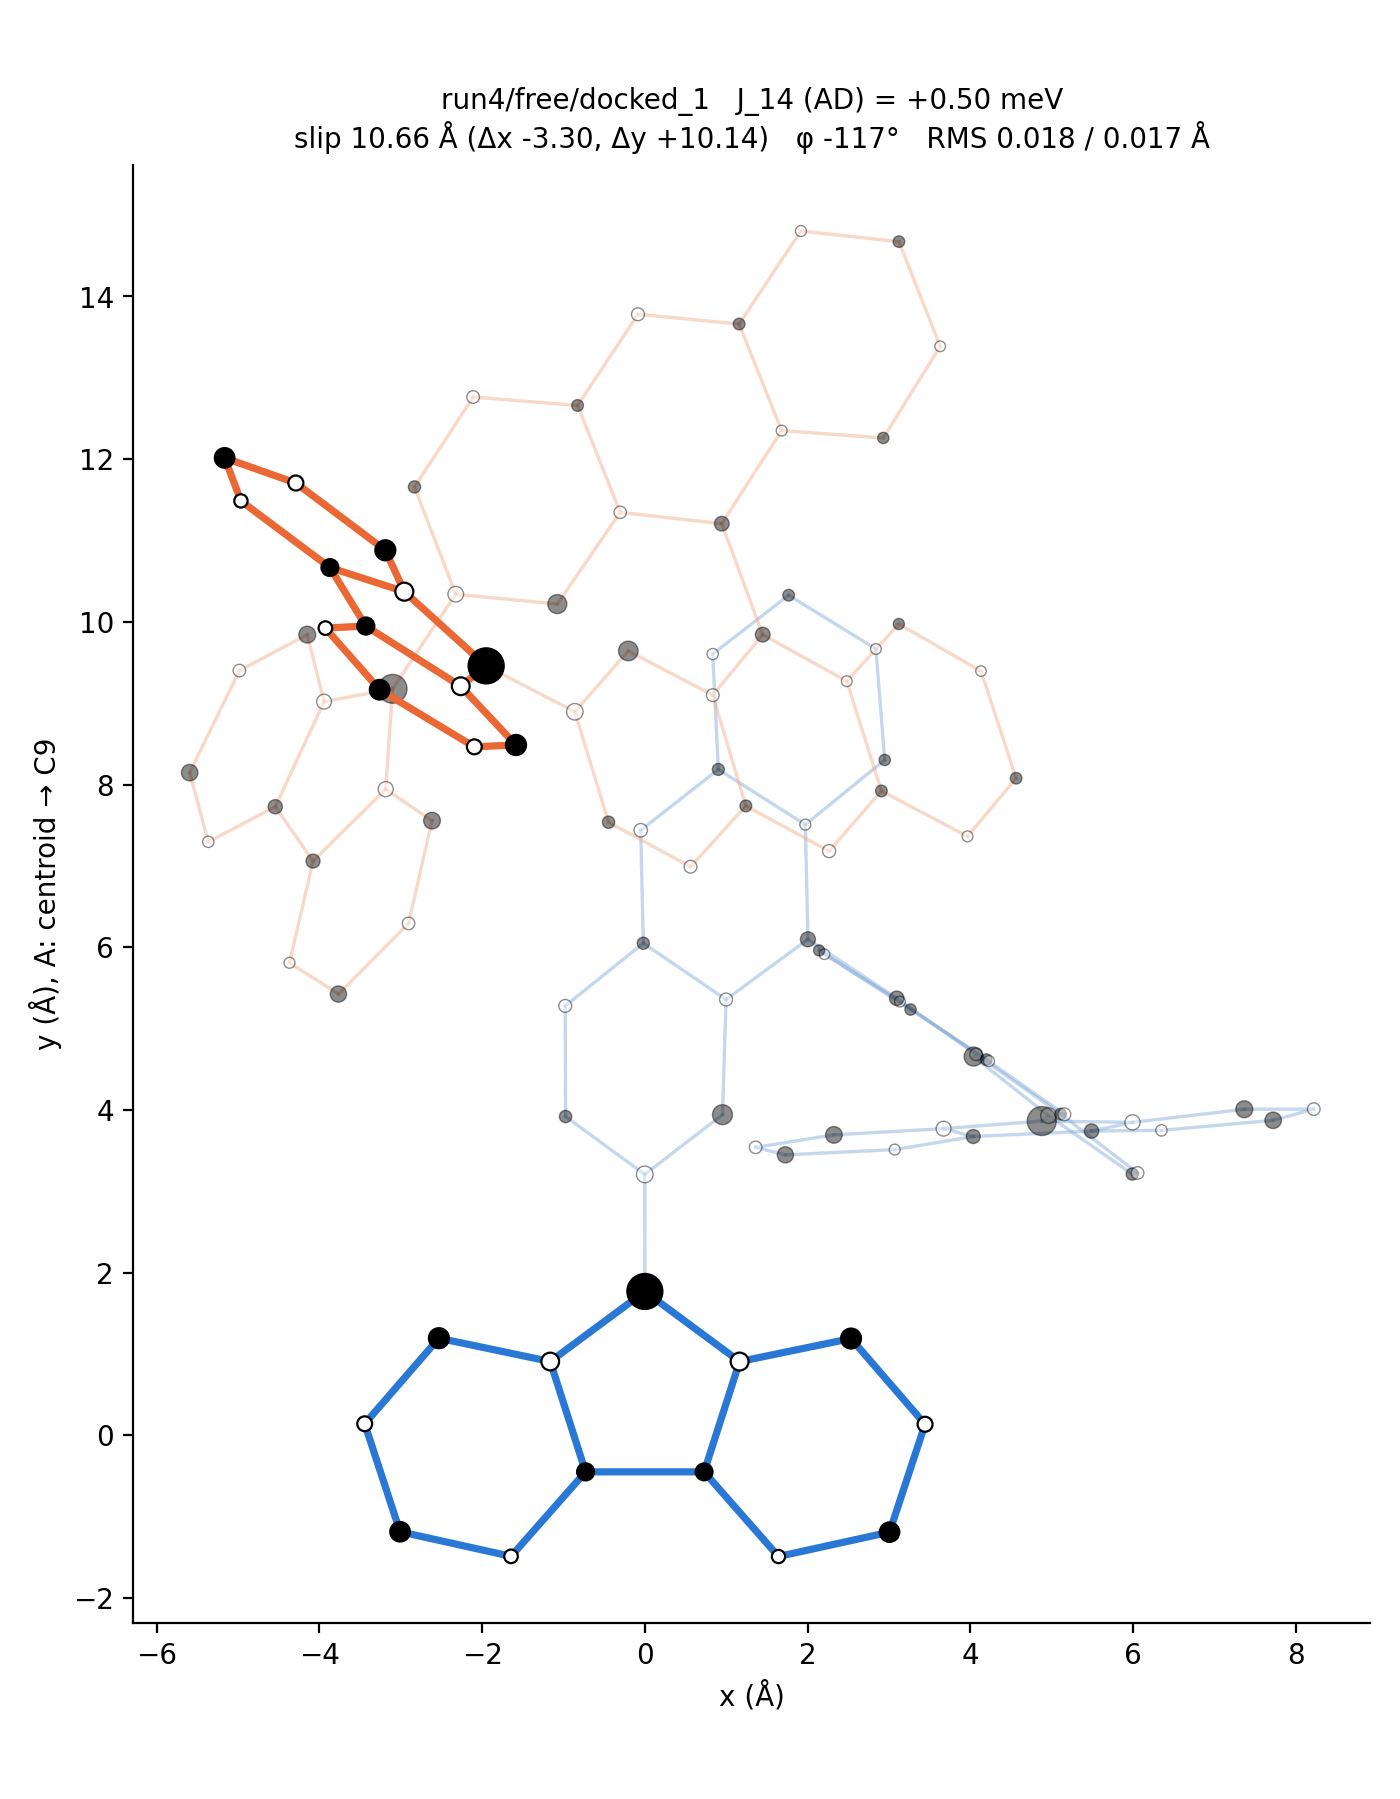 run4/free/docked_1   J_14 (AD) = +0.50 meV
slip 10.66 Å (Δx -3.30, Δy +10.14)   φ -117°   RMS 0.018 / 0.017 Å
14
12
10
8
6
4
2
0
−2
y (Å), A: centroid → C9
−6 −4 −2 0 2 4 6 8
x (Å)